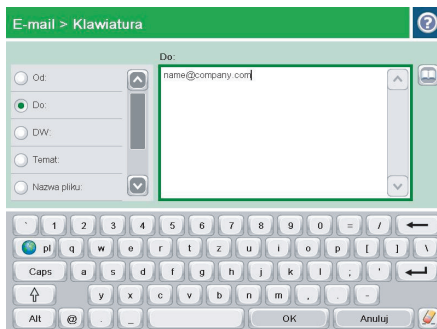 E-mail > Klawiatura
?
Do:
Od:
name@company.com
Do:
DW:
Temat:
Nazwa pliku:
` 1 2 3 4 5 6 7 8 9 0 = /
pl q w e r t z u i o p [ ] \
Caps a s d f g h j k l ; '
y x c v b n m , . -
Alt @ . _ OK Anuluj